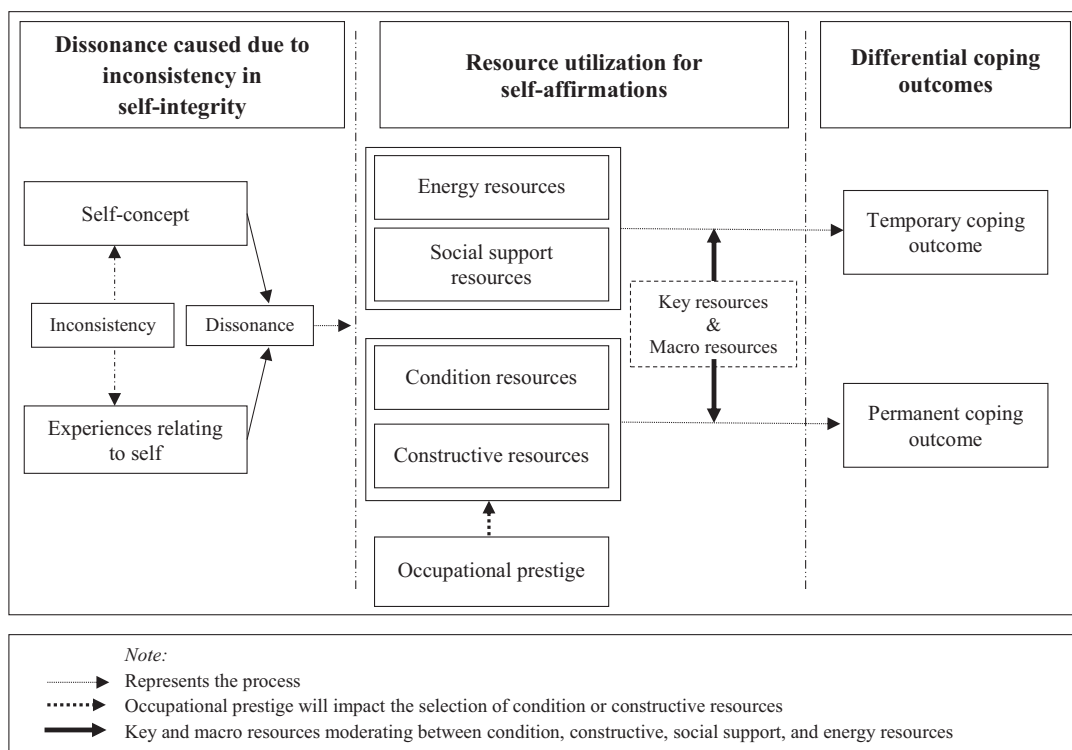 Dissonance caused due to
inconsistency in
self-integrity
Resource utilization for
self-affirmations
Differential coping
outcomes
Self-concept
Inconsistency
Dissonance
Experiences relating
to self
Energy resources
Social support
resources
Condition resources
Constructive resources
Occupational prestige
Key resources
&
Macro resources
Temporary coping
outcome
Permanent coping
outcome
Note:
Represents the process
Occupational prestige will impact the selection of condition or constructive resources
Key and macro resources moderating between condition, constructive, social support, and energy resources